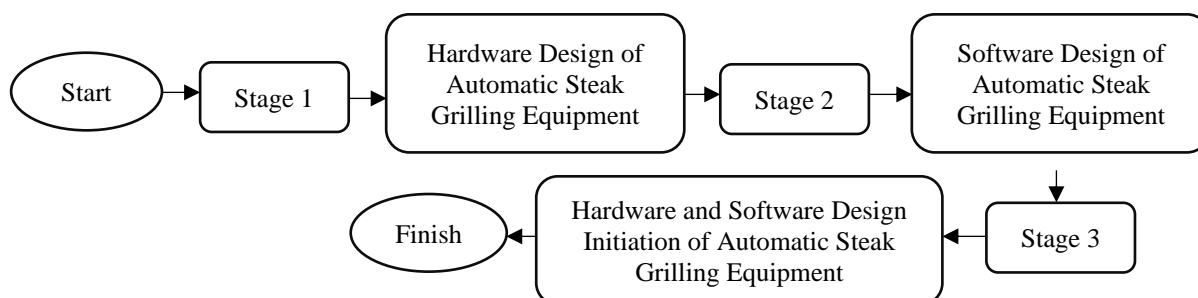 Start
Stage 1
Hardware Design of
Automatic Steak
Grilling Equipment
Stage 2
Software Design of
Automatic Steak
Grilling Equipment
Stage 3
Hardware and Software Design
Initiation of Automatic Steak
Grilling Equipment
Finish